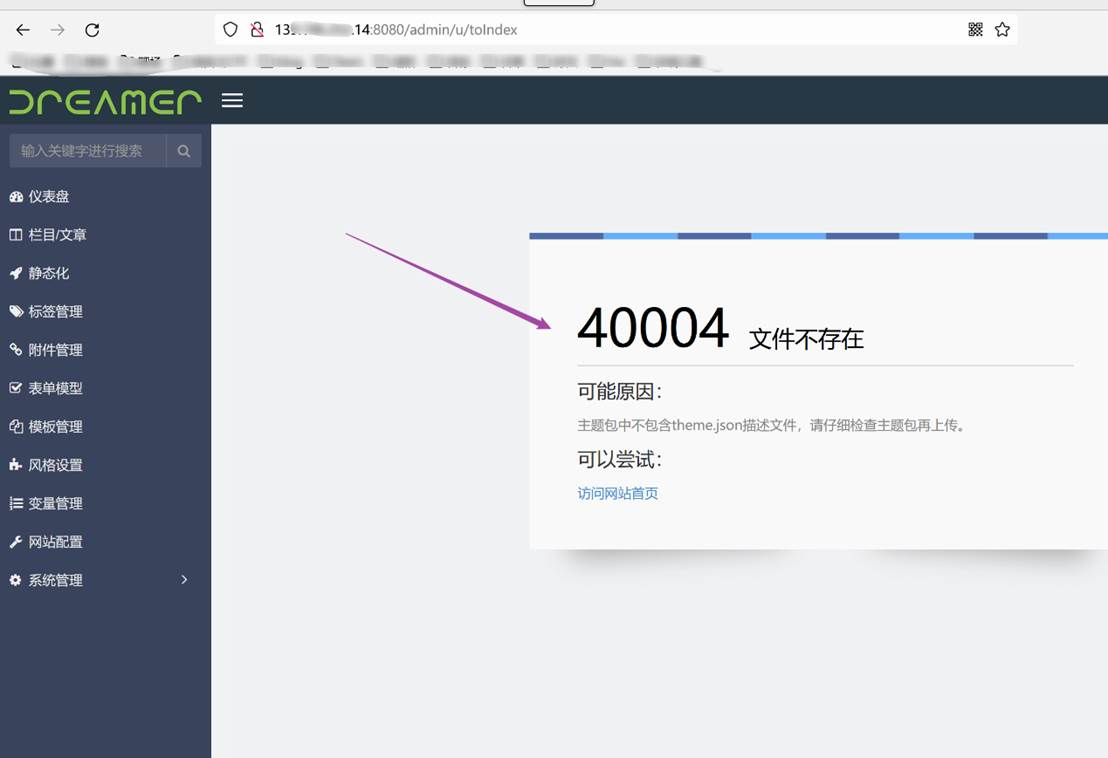 13
.14:8080/admin/u/toIndex
DREAMER
输入关键字进行搜索
仪表盘
栏目/文章
静态化
标签管理
附件管理
表单模型
模板管理
风格设置
变量管理
网站配置
系统管理
40004 文件不存在
可能原因：
主题包中不包含theme.json描述文件，请仔细检查主题包再上传。
可以尝试：
访问网站首页